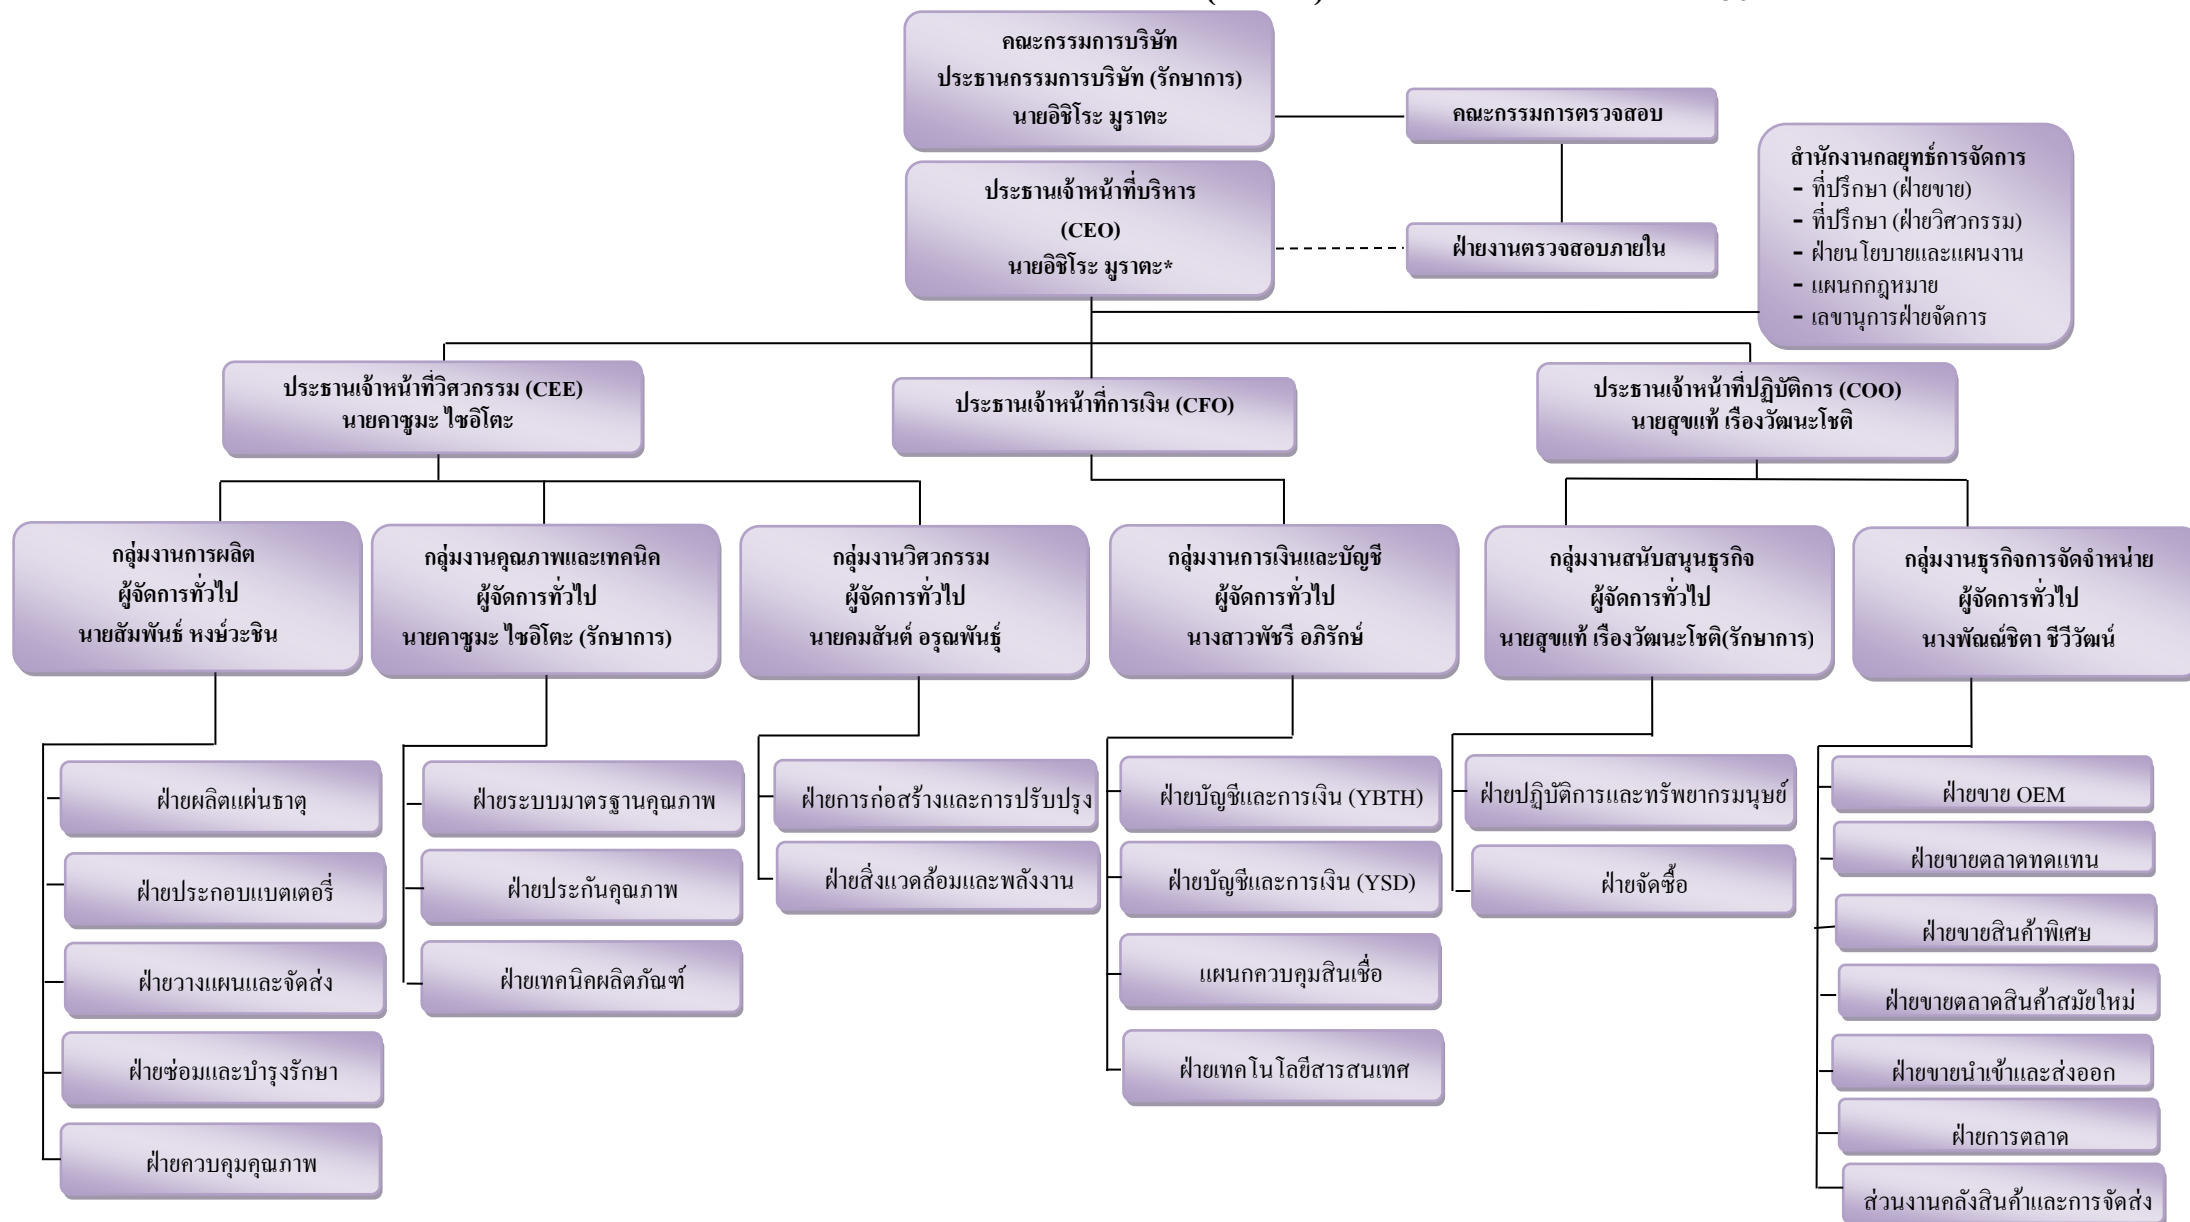 คณะกรรมการบริษัท
ประธานกรรมการบริษัท (รักษาการ)
นายอิชิโระ มูราตะ
คณะกรรมการตรวจสอบ
ประธานเจ้าหน้าที่บริหาร
(CEO)
นายอิชิโระ มูราตะ*
ฝ่ายงานตรวจสอบภายใน
สำนักงานกลยุทธ์การจัดการ
- ที่ปรึกษา (ฝ่ายขาย)
- ที่ปรึกษา (ฝ่ายวิศวกรรม)
- ฝ่ายนโยบายและแผนงาน
- แผนกกฎหมาย
- เลขานุการฝ่ายจัดการ
ประธานเจ้าหน้าที่วิศวกรรม (CEE)
นายคาซูมะ ไซอิโตะ
ประธานเจ้าหน้าที่การเงิน (CFO)
ประธานเจ้าหน้าที่ปฏิบัติการ (COO)
นายสุขแท้ เรืองวัฒนะโชติ
กลุ่มงานการผลิต
ผู้จัดการทั่วไป
นายสัมพันธ์ หงษ์วะชิน
กลุ่มงานคุณภาพและเทคนิค
ผู้จัดการทั่วไป
นายคาซูมะ ไซอิโตะ (รักษาการ)
กลุ่มงานวิศวกรรม
ผู้จัดการทั่วไป
นายคมสันต์ อรุณพันธุ์
กลุ่มงานการเงินและบัญชี
ผู้จัดการทั่วไป
นางสาวพัชรี อภิรักษ์
กลุ่มงานสนับสนุนธุรกิจ
ผู้จัดการทั่วไป
นายสุขแท้ เรืองวัฒนะโชติ(รักษาการ)
กลุ่มงานธุรกิจการจัดจำหน่าย
ผู้จัดการทั่วไป
นางพัณณ์ชิตา ชีวีวัฒน์
ฝ่ายผลิตแผ่นธาตุ
ฝ่ายประกอบแบตเตอรี่
ฝ่ายวางแผนและจัดส่ง
ฝ่ายซ่อมและบำรุงรักษา
ฝ่ายควบคุมคุณภาพ
ฝ่ายระบบมาตรฐานคุณภาพ
ฝ่ายประกันคุณภาพ
ฝ่ายเทคนิคผลิตภัณฑ์
ฝ่ายการก่อสร้างและการปรับปรุง
ฝ่ายสิ่งแวดล้อมและพลังงาน
ฝ่ายบัญชีและการเงิน (YBTH)
ฝ่ายบัญชีและการเงิน (YSD)
แผนกควบคุมสินเชื่อ
ฝ่ายเทคโนโลยีสารสนเทศ
ฝ่ายปฏิบัติการและทรัพยากรมนุษย์
ฝ่ายจัดซื้อ
ฝ่ายขาย OEM
ฝ่ายขายตลาดทดแทน
ฝ่ายขายสินค้าพิเศษ
ฝ่ายขายตลาดสินค้าสมัยใหม่
ฝ่ายขายนำเข้าและส่งออก
ฝ่ายการตลาด
ส่วนงานคลังสินค้าและการจัดส่ง